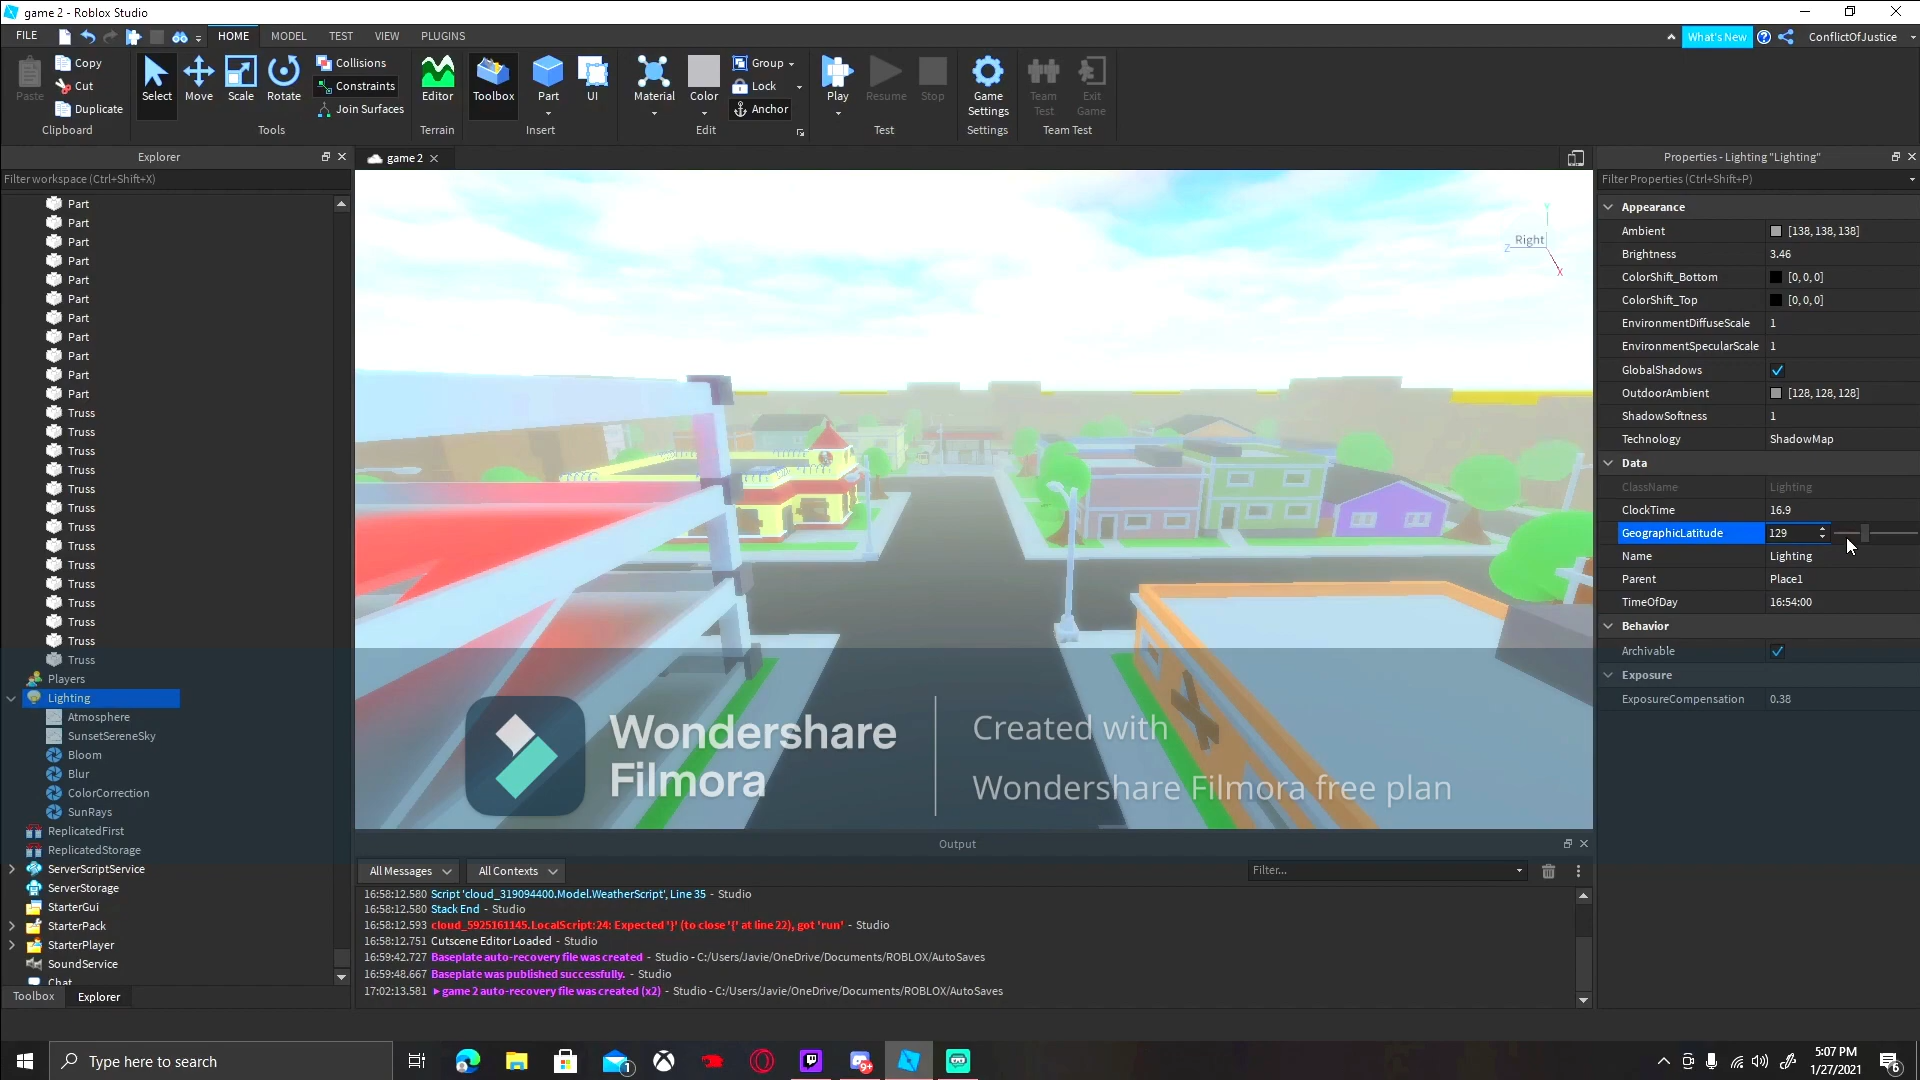 game 2 - Roblox Studio
FILE HOME MODEL TEST VIEW PLUGINS What's New ConflictOfJustice
Paste Copy Cut Duplicate Clipboard
Select Move Scale Rotate Collisions Constraints Join Surfaces Tools
Editor Terrain
Toolbox Part UI Insert
Material Color Group Lock Anchor Edit
Play Resume Stop Test
Game Settings Settings
Team Test Exit Game Team Test
Explorer
Filter workspace (Ctrl+Shift+X)
Part
Part
Part
Part
Part
Part
Part
Part
Part
Part
Part
Truss
Truss
Truss
Truss
Truss
Truss
Truss
Truss
Truss
Truss
Truss
Truss
Truss
Truss
Players
Lighting
Atmosphere
SunsetSereneSky
Bloom
Blur
ColorCorrection
SunRays
ReplicatedFirst
ReplicatedStorage
ServerScriptService
ServerStorage
StarterGui
StarterPack
StarterPlayer
SoundService
Chat
Toolbox Explorer
game 2
Right
Y
Z
X
Wondershare
Filmora
Created with
Wondershare Filmora free plan
Output
All Messages All Contexts Filter...
16:58:12.580 Script 'cloud_319094400.Model.WeatherScript', Line 35 - Studio
16:58:12.580 Stack End - Studio
16:58:12.593 cloud_5925161145.LocalScript:24: Expected '}' (to close '{' at line 22), got 'run' - Studio
16:58:12.751 Cutscene Editor Loaded - Studio
16:59:42.727 Baseplate auto-recovery file was created - Studio - C:/Users/Javie/OneDrive/Documents/ROBLOX/AutoSaves
16:59:48.667 Baseplate was published successfully. - Studio
17:02:13.581 game 2 auto-recovery file was created (x2) - Studio - C:/Users/Javie/OneDrive/Documents/ROBLOX/AutoSaves
Properties - Lighting "Lighting"
Filter Properties (Ctrl+Shift+P)
Appearance
Ambient [138, 138, 138]
Brightness 3.46
ColorShift_Bottom [0, 0, 0]
ColorShift_Top [0, 0, 0]
EnvironmentDiffuseScale 1
EnvironmentSpecularScale 1
GlobalShadows
OutdoorAmbient [128, 128, 128]
ShadowSoftness 1
Technology ShadowMap
Data
ClassName Lighting
ClockTime 16.9
GeographicLatitude 129
Name Lighting
Parent Place1
TimeOfDay 16:54:00
Behavior
Archivable
Exposure
ExposureCompensation 0.38
Type here to search
1
9+
5:07 PM
1/27/2021
6